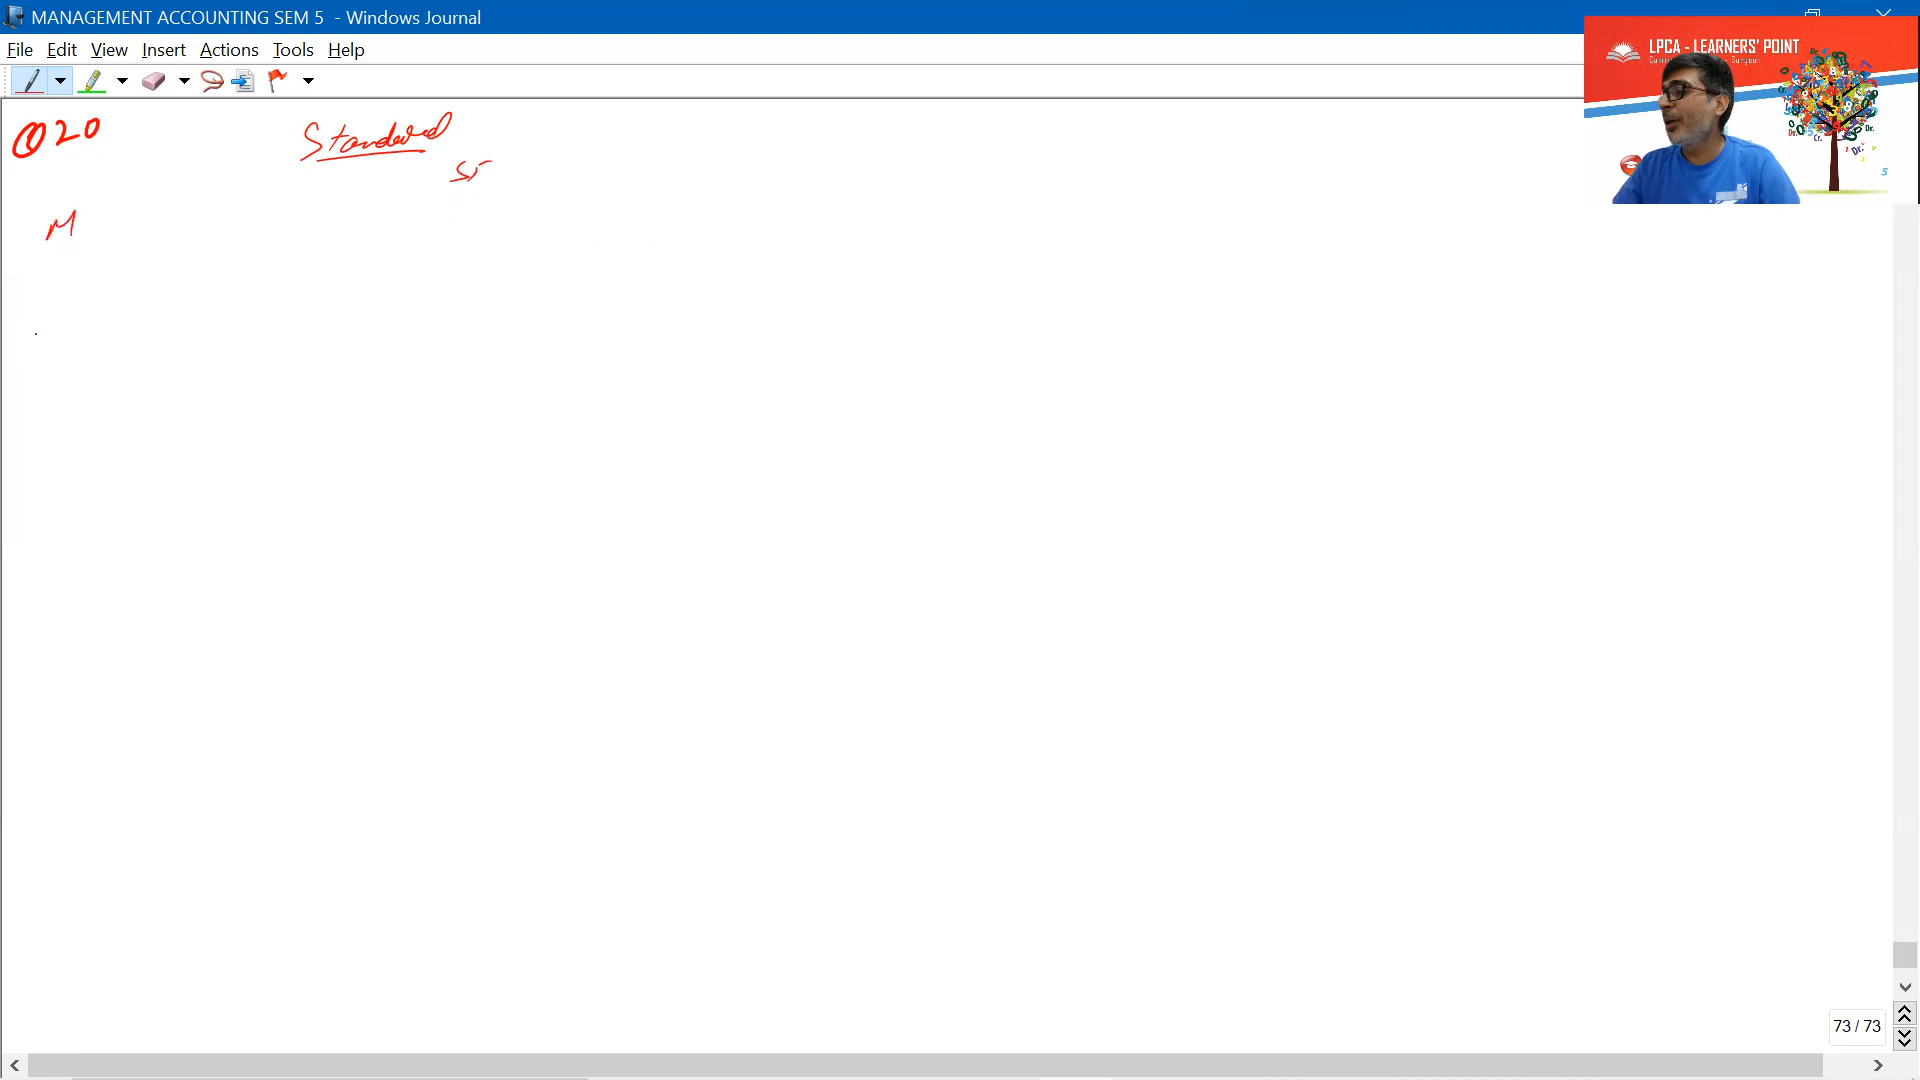 MANAGEMENT ACCOUNTING SEM 5 - Windows Journal
File Edit View Insert Actions Tools Help
LPCA - LEARNERS' POINT
Q20
Standard
M
73 / 73